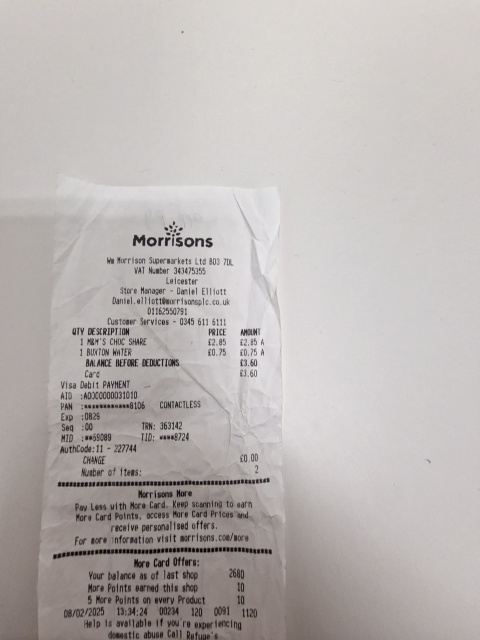 Morrisons
Wm Morrison Supermarkets Ltd BD3 7DL
VAT Number 343475355
Leicester
Store Manager - Daniel Elliott
Daniel.elliott@morrisonsplc.co.uk
01162550791
Customer Services - 0345 611 6111
QTY DESCRIPTION PRICE AMOUNT
1 M&M'S CHOC SHARE £2.85 £2.85 A
1 BUXTON WATER £0.75 £0.75 A
BALANCE BEFORE DEDUCTIONS £3.60
Card £3.60
Visa Debit PAYMENT
AID :A0000000031010
PAN :************8106 CONTACTLESS
Exp :0825
Seq :00 TRN: 363142
MID :**69089 TID: ****8724
AuthCode:11 - 227744
CHANGE £0.00
Number of Items: 2
Morrisons More
Pay Less with More Card. Keep scanning to earn
More Card Points, access More Card Prices and
receive personalised offers.
For more information visit morrisons.com/more
More Card Offers:
Your balance as of last shop 2680
More Points earned this shop 10
5 More Points on every Product 10
08/02/2025 13:34:24 00234 120 0091 1120
Help is available if you're experiencing
domestic abuse Call Refuge's